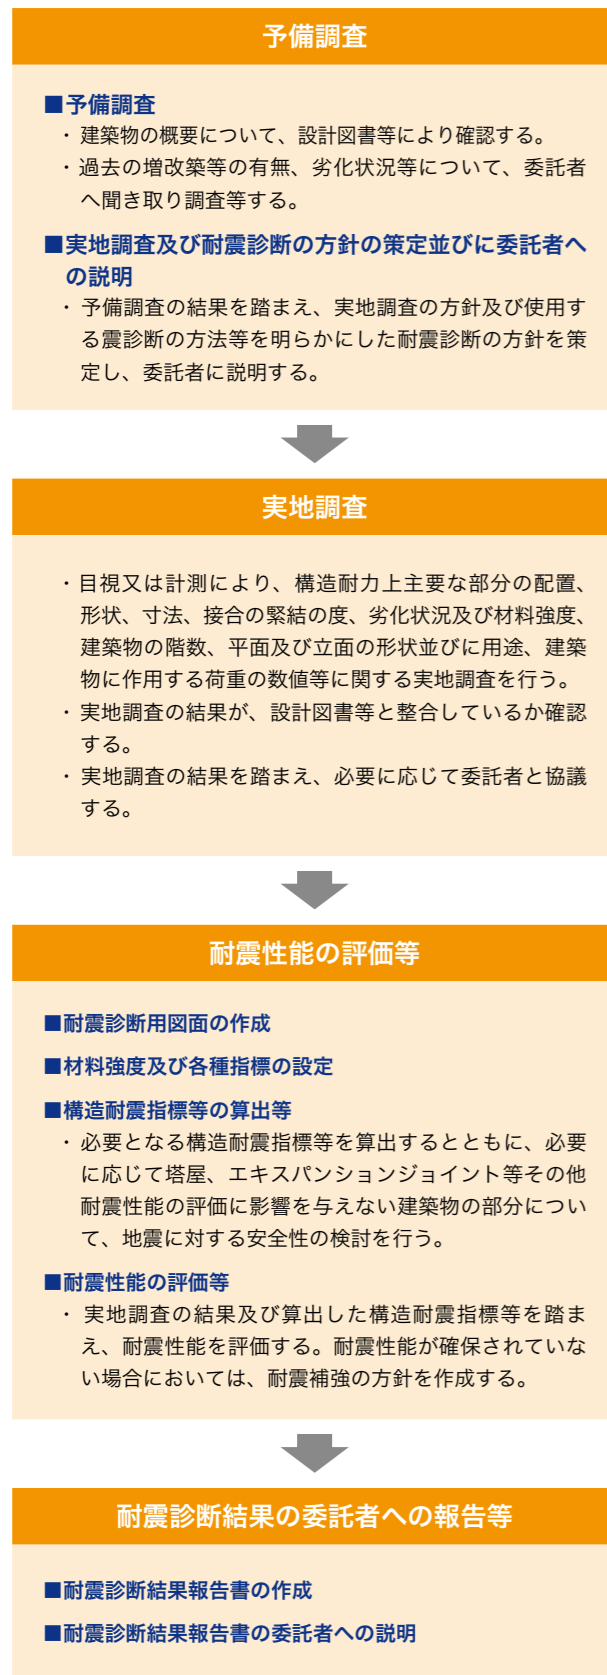 予備調査
■予備調査
・建築物の概要について、設計図書等により確認する。
・過去の増改築等の有無、劣化状況等について、委託者
へ聞き取り調査等する。
■実地調査及び耐震診断の方針の策定並びに委託者へ
の説明
・予備調査の結果を踏まえ、実地調査の方針及び使用す
る震診断の方法等を明らかにした耐震診断の方針を策
定し、委託者に説明する。
実地調査
・目視又は計測により、構造耐力上主要な部分の配置、
形状、寸法、接合の緊結の度、劣化状況及び材料強度、
建築物の階数、平面及び立面の形状並びに用途、建築
物に作用する荷重の数値等に関する実地調査を行う。
・実地調査の結果が、設計図書等と整合しているか確認
する。
・実地調査の結果を踏まえ、必要に応じて委託者と協議
する。
耐震性能の評価等
■耐震診断用図面の作成
■材料強度及び各種指標の設定
■構造耐震指標等の算出等
・必要となる構造耐震指標等を算出するとともに、必要
に応じて塔屋、エキスパンションジョイント等その他
耐震性能の評価に影響を与えない建築物の部分につい
て、地震に対する安全性の検討を行う。
■耐震性能の評価等
・実地調査の結果及び算出した構造耐震指標等を踏ま
え、耐震性能を評価する。耐震性能が確保されていな
い場合においては、耐震補強の方針を作成する。
耐震診断結果の委託者への報告等
■耐震診断結果報告書の作成
■耐震診断結果報告書の委託者への説明